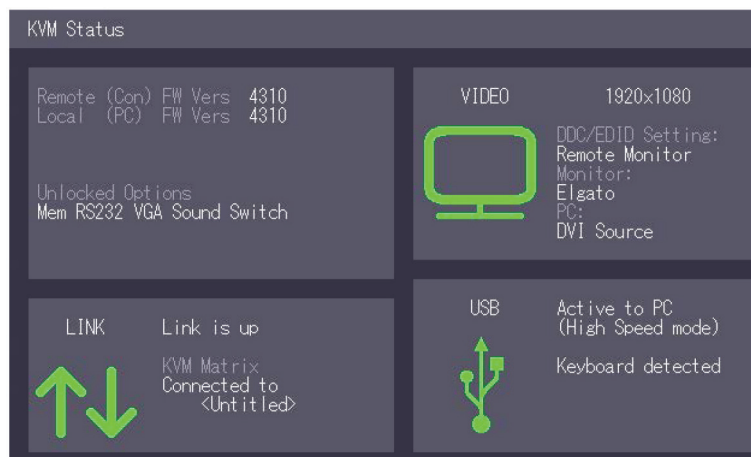 KVM Status
Remote (Con) FW Vers 4310
Local (PC) FW Vers 4310
Unlocked Options
Mem RS232 VGA Sound Switch
VIDEO 1920x1080
DDC/EDID Setting:
Remote Monitor
Monitor:
Elgato
PC:
DVI Source
LINK Link is up
KVM Matrix
Connected to
<Untitled>
USB Active to PC
(High Speed mode)
Keyboard detected